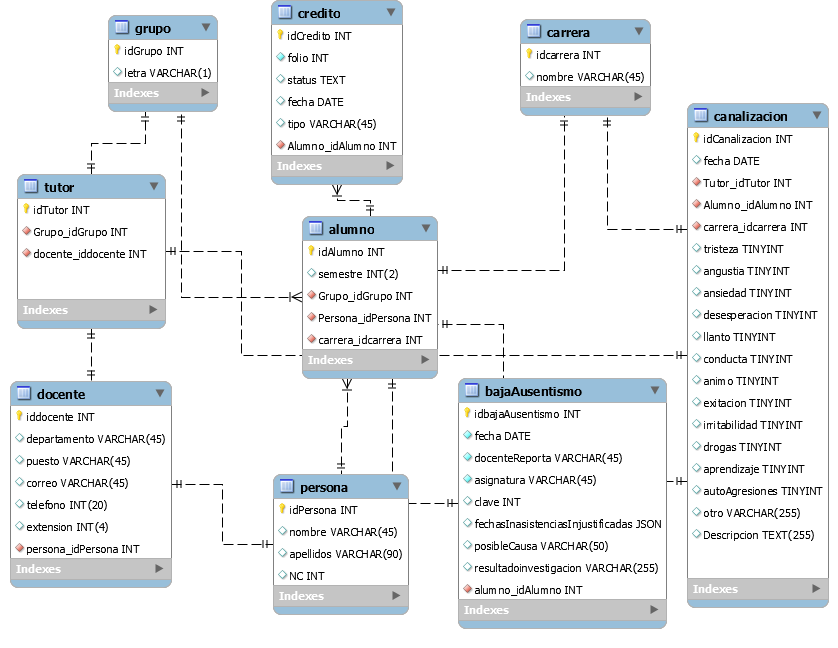 grupo
idGrupo INT
letra VARCHAR(1)
Indexes
credito
idCredito INT
folio INT
status TEXT
fecha DATE
tipo VARCHAR(45)
Alumno_idAlumno INT
Indexes
carrera
idcarrera INT
nombre VARCHAR(45)
Indexes
canalizacion
idCanalizacion INT
fecha DATE
Tutor_idTutor INT
Alumno_idAlumno INT
carrera_idcarrera INT
tristeza TINYINT
angustia TINYINT
ansiedad TINYINT
desesperacion TINYINT
llanto TINYINT
conducta TINYINT
animo TINYINT
exitacion TINYINT
irritabilidad TINYINT
drogas TINYINT
aprendizaje TINYINT
autoAgresiones TINYINT
otro VARCHAR(255)
Descripcion TEXT(255)
Indexes
tutor
idTutor INT
Grupo_idGrupo INT
docente_iddocente INT
Indexes
alumno
idAlumno INT
semestre INT(2)
Grupo_idGrupo INT
Persona_idPersona INT
carrera_idcarrera INT
Indexes
docente
iddocente INT
departamento VARCHAR(45)
puesto VARCHAR(45)
correo VARCHAR(45)
telefono INT(20)
extension INT(4)
persona_idPersona INT
Indexes
persona
idPersona INT
nombre VARCHAR(45)
apellidos VARCHAR(90)
NC INT
Indexes
bajaAusentismo
idbajaAusentismo INT
fecha DATE
docenteReporta VARCHAR(45)
asignatura VARCHAR(45)
clave INT
fechasInasistenciasInjustificadas JSON
posibleCausa VARCHAR(50)
resultadoinvestigacion VARCHAR(255)
alumno_idAlumno INT
Indexes